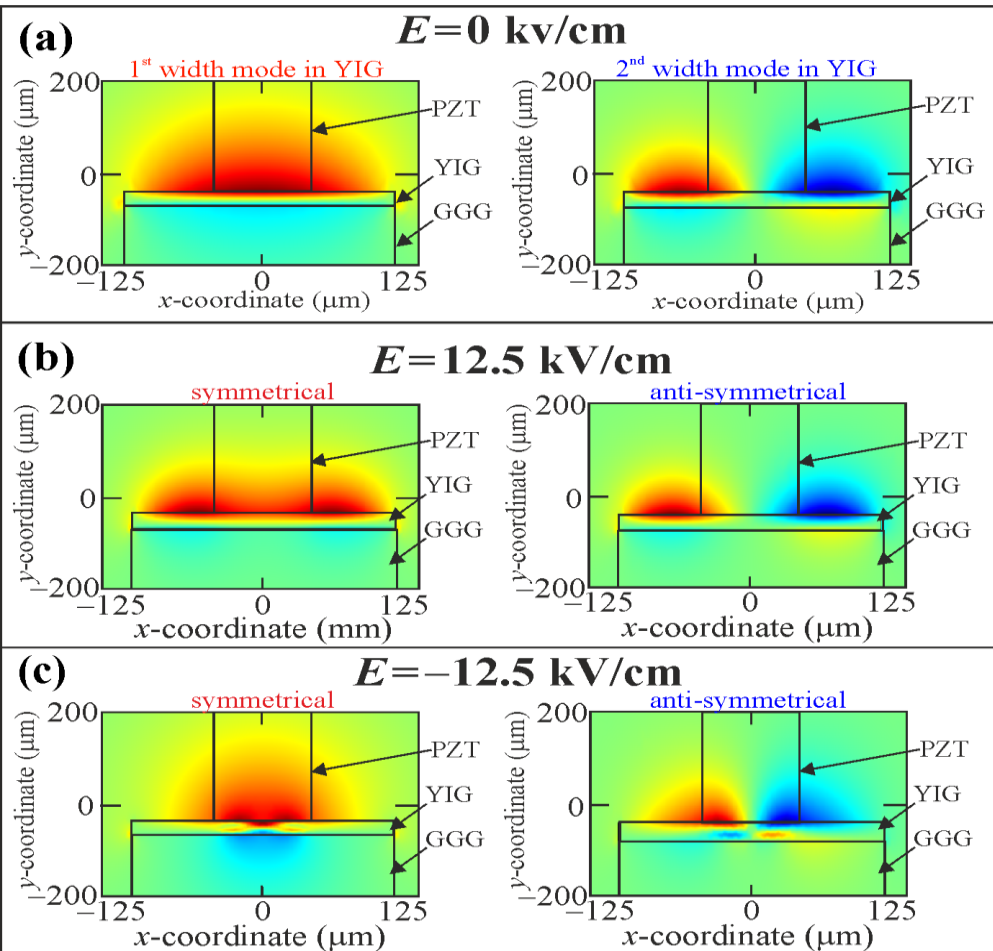 (a)
E=0 kv/cm
1st width mode in YIG
2nd width mode in YIG
y-coordinate (μm)
200
0
−200
−125
0
125
x-coordinate (μm)
PZT
YIG
GGG
y-coordinate (μm)
200
0
−200
−125
0
125
x-coordinate (μm)
PZT
YIG
GGG
(b)
E=12.5 kV/cm
symmetrical
anti-symmetrical
y-coordinate (μm)
200
0
−200
−125
0
125
x-coordinate (mm)
PZT
YIG
GGG
y-coordinate (μm)
200
0
−200
−125
0
125
x-coordinate (μm)
PZT
YIG
GGG
(c)
E=−12.5 kV/cm
symmetrical
anti-symmetrical
y-coordinate (μm)
200
0
−200
−125
0
125
x-coordinate (μm)
PZT
YIG
GGG
y-coordinate (μm)
200
0
−200
−125
0
125
x-coordinate (μm)
PZT
YIG
GGG